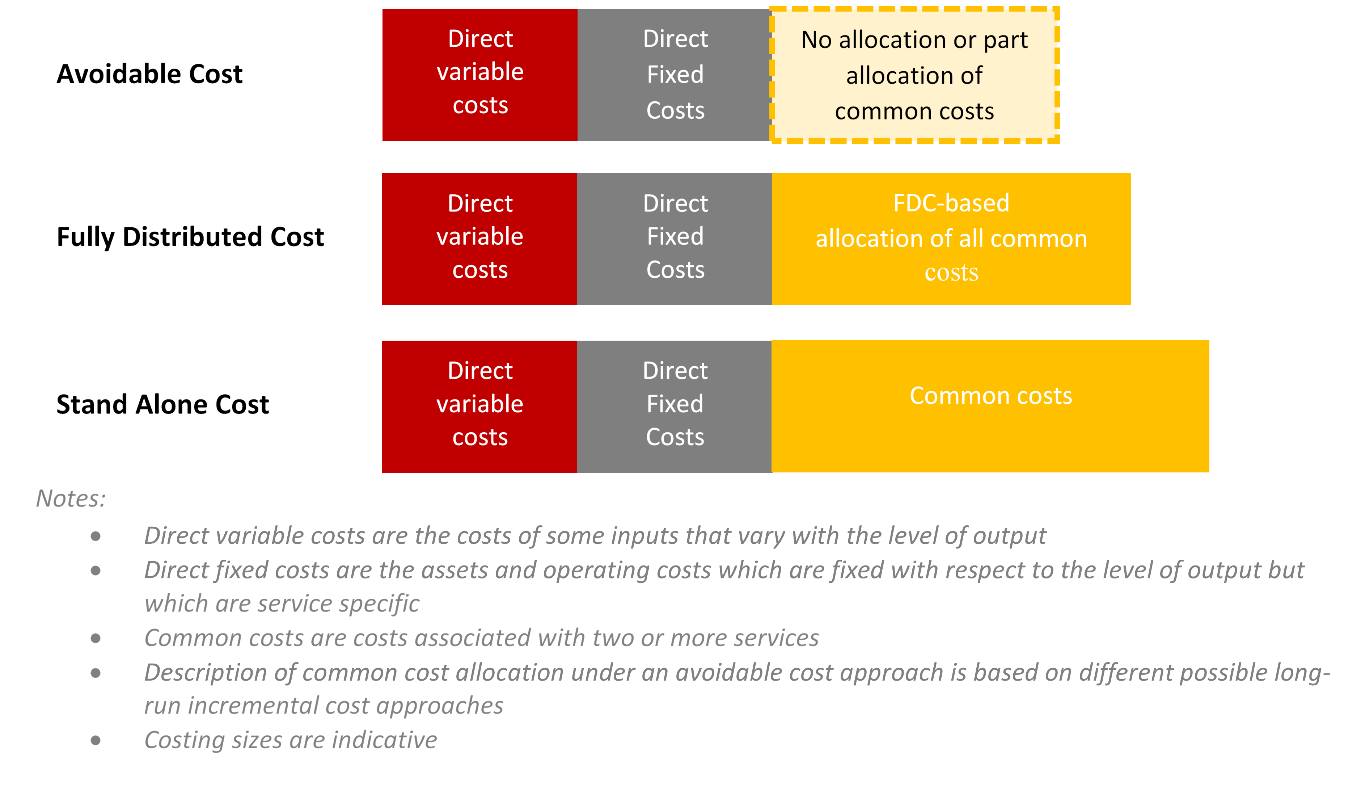 Avoidable Cost
Direct
variable
costs
Direct
Fixed
Costs
No allocation or part
allocation of
common costs
Fully Distributed Cost
Direct
variable
costs
Direct
Fixed
Costs
FDC-based
allocation of all common
costs
Stand Alone Cost
Direct
variable
costs
Direct
Fixed
Costs
Common costs
Notes:
• Direct variable costs are the costs of some inputs that vary with the level of output
• Direct fixed costs are the assets and operating costs which are fixed with respect to the level of output but
which are service specific
• Common costs are costs associated with two or more services
• Description of common cost allocation under an avoidable cost approach is based on different possible long-
run incremental cost approaches
• Costing sizes are indicative